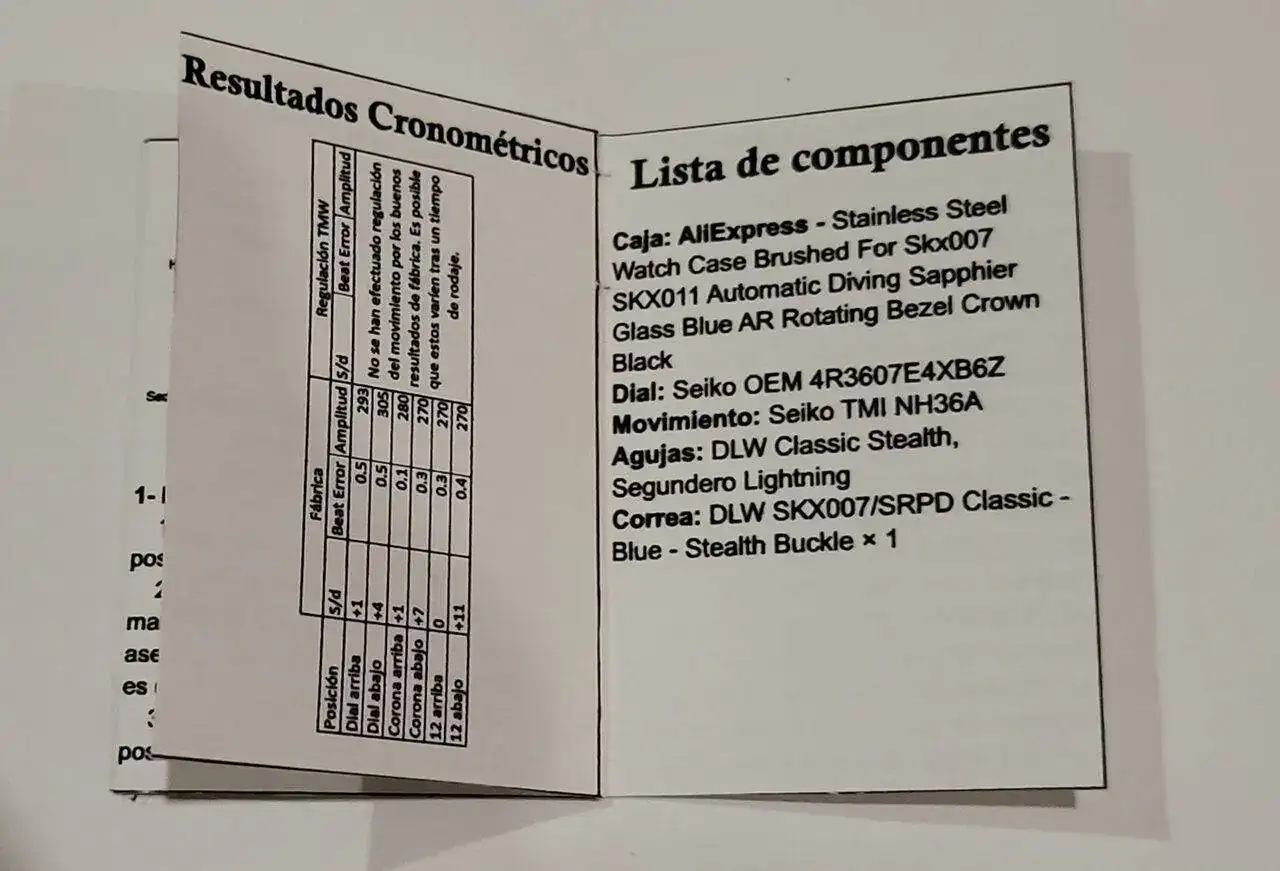 Resultados Cronométricos
Fábrica Regulación TMW
Posición S/d Beat Error Amplitud S/d Beat Error Amplitud
Dial arriba +1 0.5 293
Dial abajo +4 0.5 305
Corona arriba +1 0.1 280
Corona abajo +7 0.3 270
12 arriba 0 0.3 270
12 abajo +11 0.4 270
No se han efectuado regulación
del movimiento por los buenos
resultados de fábrica. Es posible
que estos varíen tras un tiempo
de rodaje.
Lista de componentes
Caja: AliExpress - Stainless Steel
Watch Case Brushed For Skx007
SKX011 Automatic Diving Sapphier
Glass Blue AR Rotating Bezel Crown
Black
Dial: Seiko OEM 4R3607E4XB6Z
Movimiento: Seiko TMI NH36A
Agujas: DLW Classic Stealth,
Segundero Lightning
Correa: DLW SKX007/SRPD Classic -
Blue - Stealth Buckle × 1
1-
pos
ma
ase
es
pos